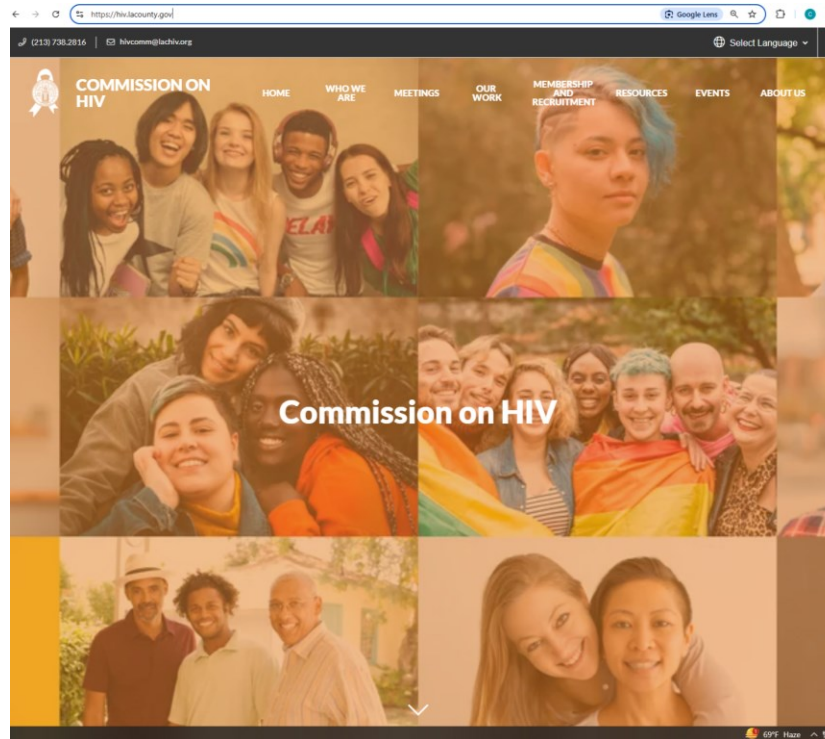 https://hiv.lacounty.gov
Google Lens
(213) 738.2816 | hivcomm@lachiv.org
Select Language
COMMISSION ON
HIV
HOME
WHO WE
ARE
MEETINGS
OUR
WORK
MEMBERSHIP
AND
RECRUITMENT
RESOURCES
EVENTS
ABOUT US
RELAY
Commission on HIV
69°F Haze